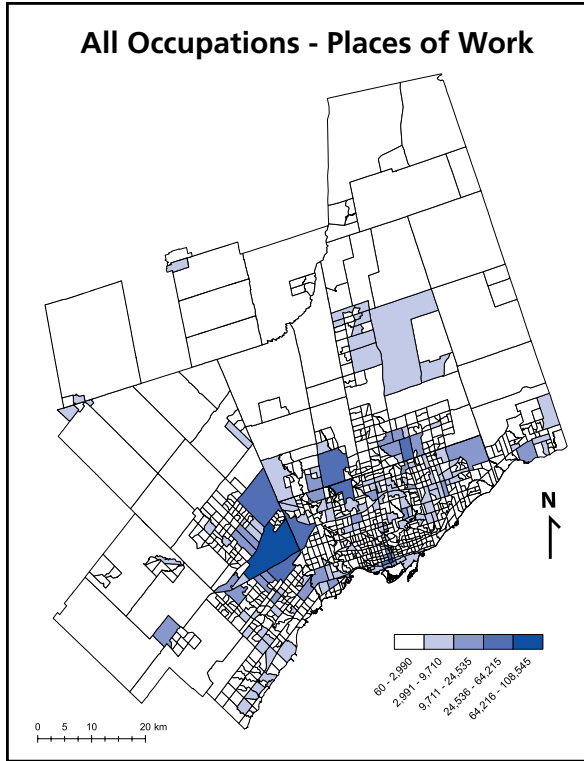 All Occupations - Places of Work
N
60 - 2,990
2,991 - 9,710
9,711 - 24,535
24,536 - 64,215
64,216 - 108,545
0 5 10 20 km